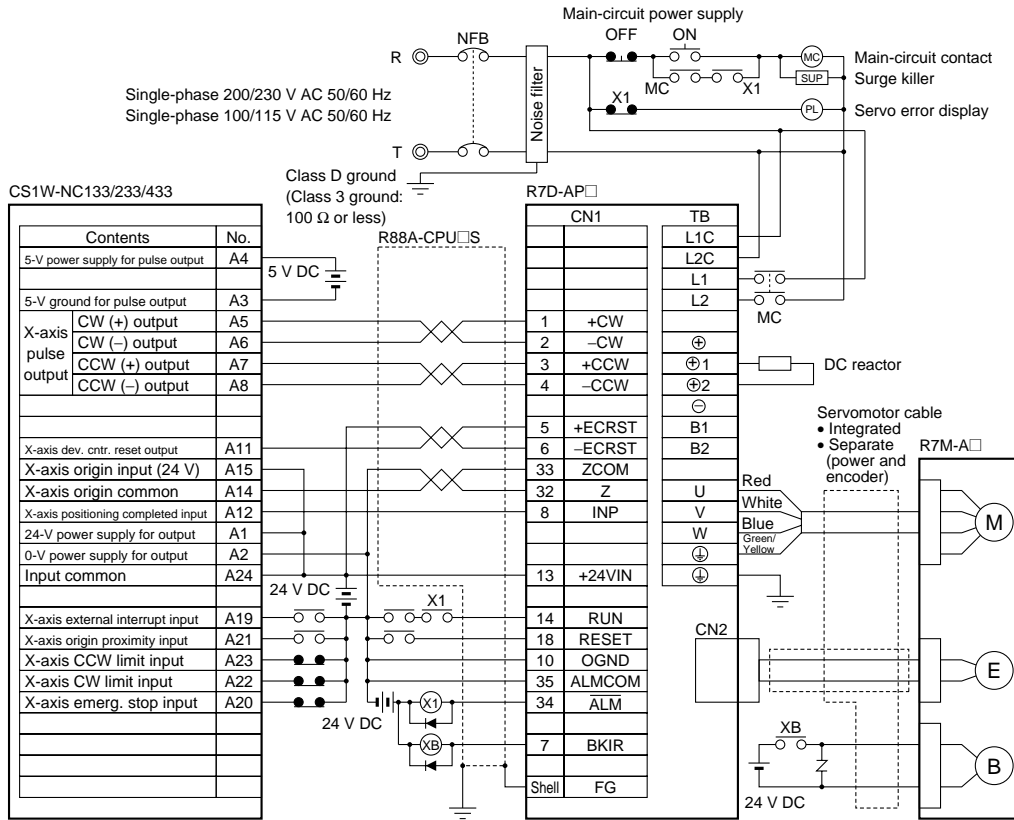 Main-circuit power supply
OFF ON
R NFB
Noise filter
MC Main-circuit contact
SUP Surge killer
MC X1
X1
PL Servo error display
Single-phase 200/230 V AC 50/60 Hz
Single-phase 100/115 V AC 50/60 Hz
T
Class D ground
(Class 3 ground:
100 Ω or less)
CS1W-NC133/233/433
R7D-AP□
R88A-CPU□S
CN1 TB
Contents No.
5-V power supply for pulse output A4
5 V DC
5-V ground for pulse output A3
X-axis pulse output
CW (+) output A5
CW (−) output A6
CCW (+) output A7
CCW (−) output A8
X-axis dev. cntr. reset output A11
X-axis origin input (24 V) A15
X-axis origin common A14
X-axis positioning completed input A12
24-V power supply for output A1
0-V power supply for output A2
Input common A24
24 V DC
X-axis external interrupt input A19
X-axis origin proximity input A21
X-axis CCW limit input A23
X-axis CW limit input A22
X-axis emerg. stop input A20
X1
24 V DC
X1
XB
1 +CW
2 −CW
3 +CCW
4 −CCW
5 +ECRST
6 −ECRST
33 ZCOM
32 Z
8 INP
13 +24VIN
14 RUN
18 RESET
10 OGND
35 ALMCOM
34 ALM
7 BKIR
Shell FG
L1C
L2C
L1
L2
MC
⊕
⊕1
⊕2
DC reactor
⊖
B1
B2
U
V
W
Red
White
Blue
Green/
Yellow
CN2
Servomotor cable
• Integrated
• Separate
(power and
encoder)
R7M-A□
M
E
XB
B
24 V DC